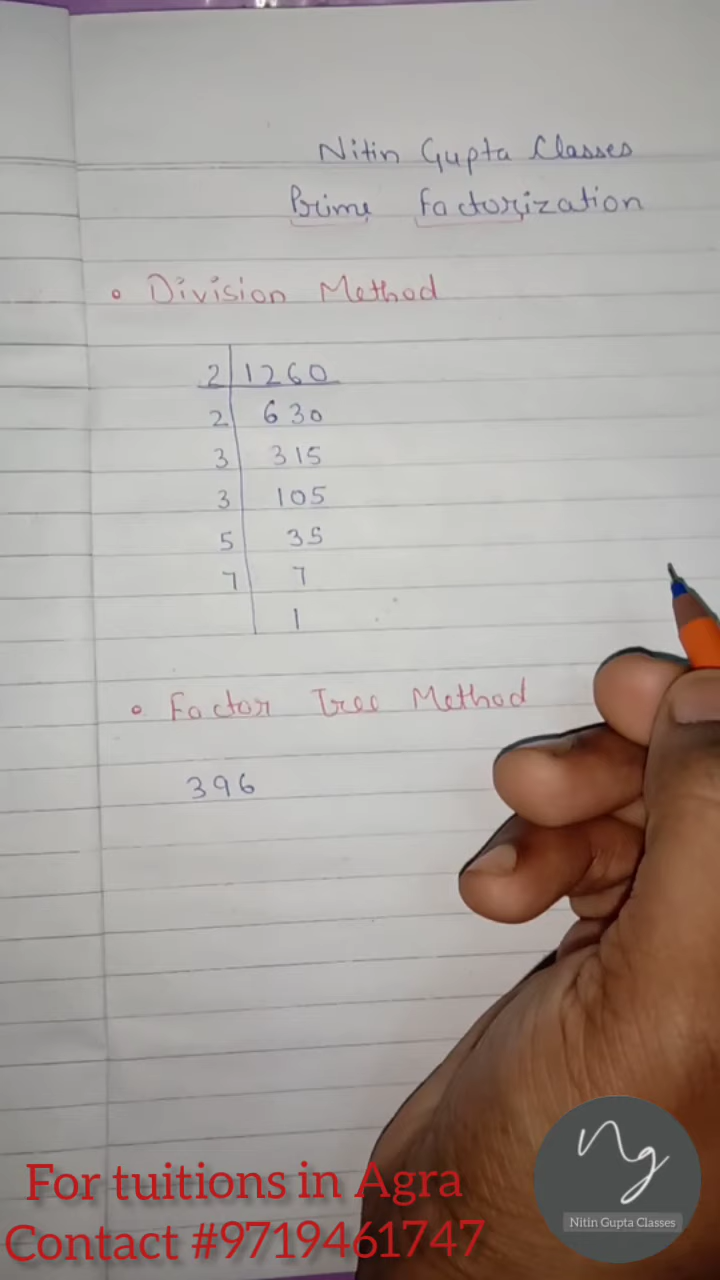 Nitin Gupta Classes
Prime Factorization
• Division Method
2 1260
2 630
3 315
3 105
5 35
7 7
1
• Factor Tree Method
396
For tuitions in Agra
Contact #9719461747
ng
Nitin Gupta Classes